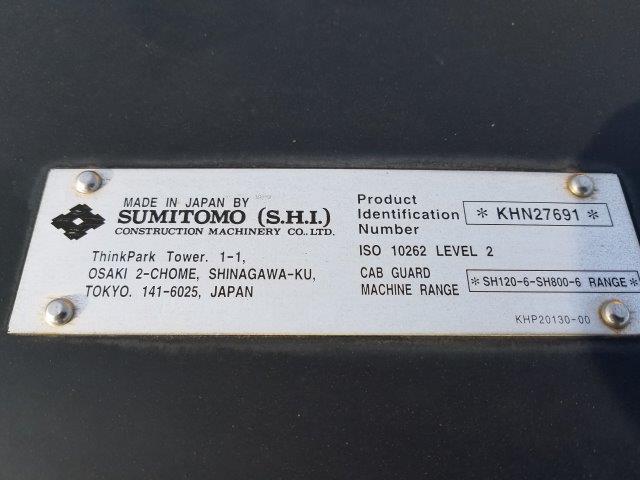 MADE IN JAPAN BY
SUMITOMO (S.H.I.)
CONSTRUCTION MACHINERY CO., LTD.
ThinkPark Tower. 1-1,
OSAKI 2-CHOME, SHINAGAWA-KU,
TOKYO. 141-6025, JAPAN
Product
Identification
Number
* KHN27691 *
ISO 10262 LEVEL 2
CAB GUARD
MACHINE RANGE
* SH120-6-SH800-6 RANGE *
KHP20130-00